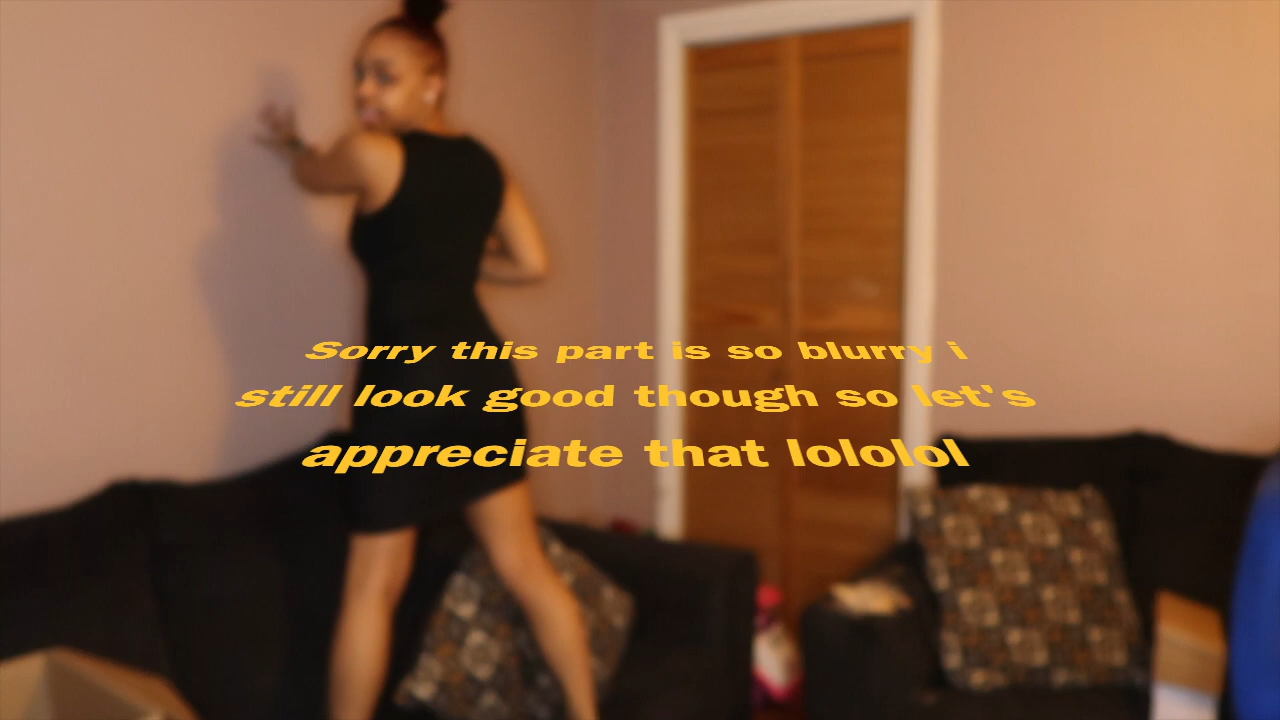 Sorry this part is so blurry i
still look good though so let's
appreciate that lololol